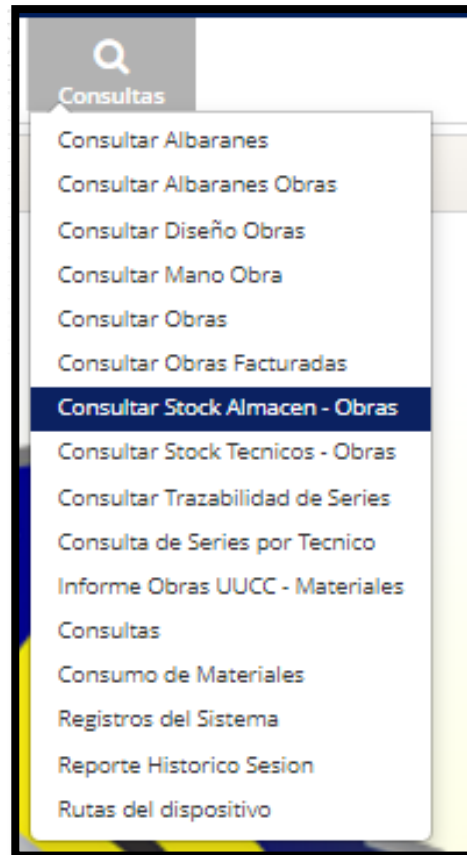 Consultas
Consultar Albaranes
Consultar Albaranes Obras
Consultar Diseño Obras
Consultar Mano Obra
Consultar Obras
Consultar Obras Facturadas
Consultar Stock Almacen - Obras
Consultar Stock Tecnicos - Obras
Consultar Trazabilidad de Series
Consulta de Series por Tecnico
Informe Obras UUCC - Materiales
Consultas
Consumo de Materiales
Registros del Sistema
Reporte Historico Sesion
Rutas del dispositivo